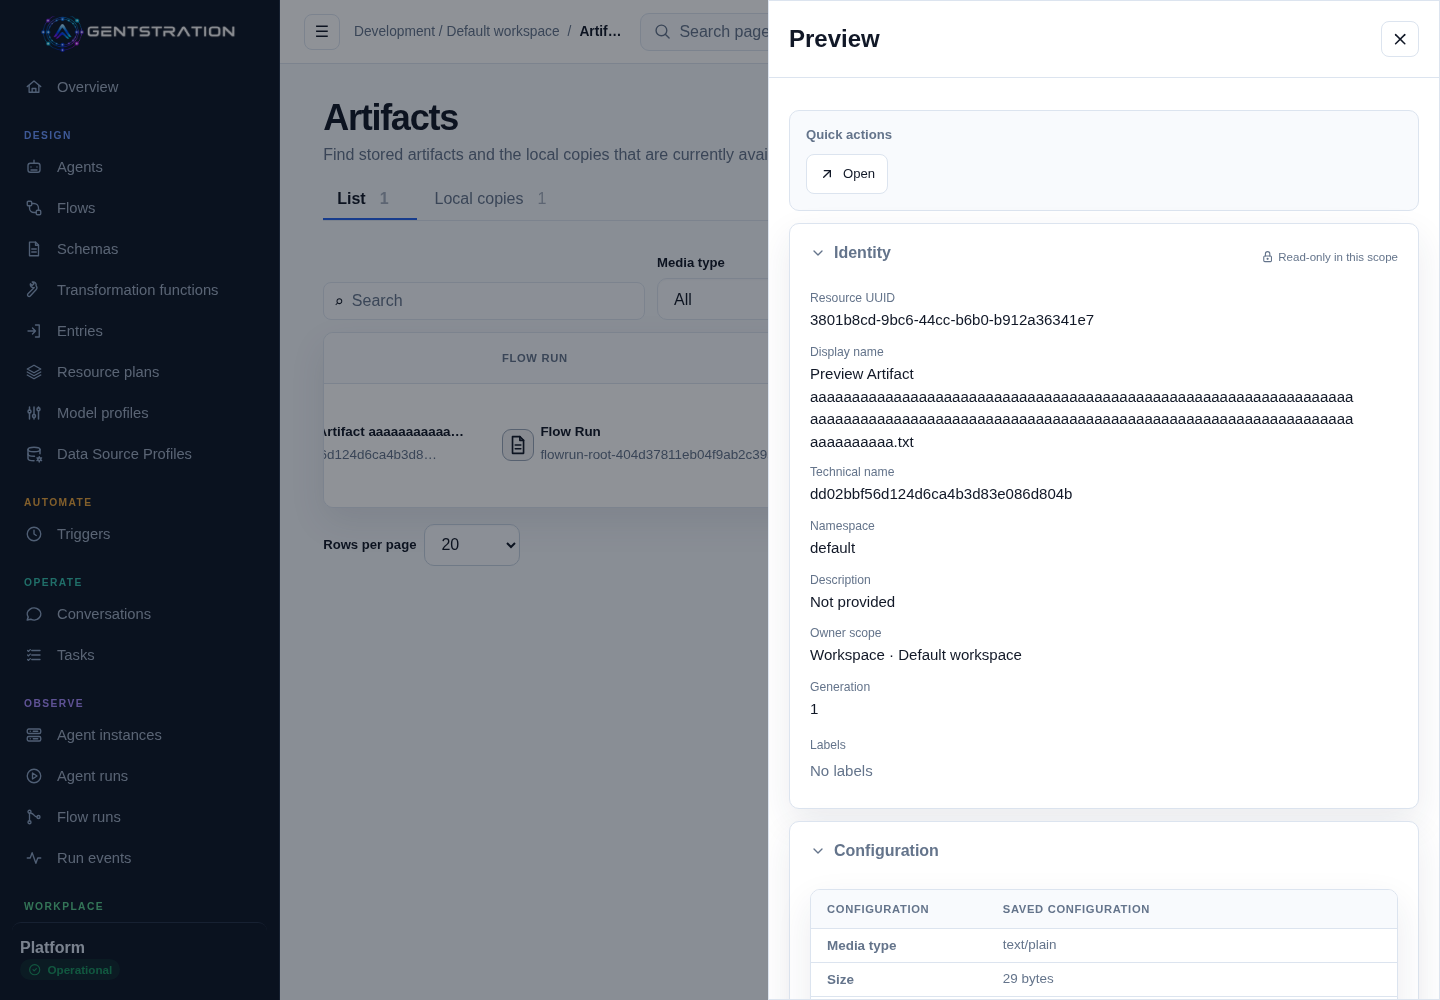 GENTSTRATION
Overview
DESIGN
Agents
Flows
Schemas
Transformation functions
Entries
Resource plans
Model profiles
Data Source Profiles
AUTOMATE
Triggers
OPERATE
Conversations
Tasks
OBSERVE
Agent instances
Agent runs
Flow runs
Run events
WORKPLACE
Platform
Operational
Development / Default workspace / Artif…
Search page
Artifacts
Find stored artifacts and the local copies that are currently avai
List 1 Local copies 1
Media type
Search
All
FLOW RUN
Artifact aaaaaaaaaaa…
6d124d6ca4b3d8…
Flow Run
flowrun-root-404d37811eb04f9ab2c39
Rows per page 20
Preview
Quick actions
Open
Identity
Read-only in this scope
Resource UUID
3801b8cd-9bc6-44cc-b6b0-b912a36341e7
Display name
Preview Artifact
aaaaaaaaaaaaaaaaaaaaaaaaaaaaaaaaaaaaaaaaaaaaaaaaaaaaaaaaaaaaaaaaa
aaaaaaaaaaaaaaaaaaaaaaaaaaaaaaaaaaaaaaaaaaaaaaaaaaaaaaaaaaaaaaaaa
aaaaaaaaaa.txt
Technical name
dd02bbf56d124d6ca4b3d83e086d804b
Namespace
default
Description
Not provided
Owner scope
Workspace · Default workspace
Generation
1
Labels
No labels
Configuration
CONFIGURATION SAVED CONFIGURATION
Media type text/plain
Size 29 bytes